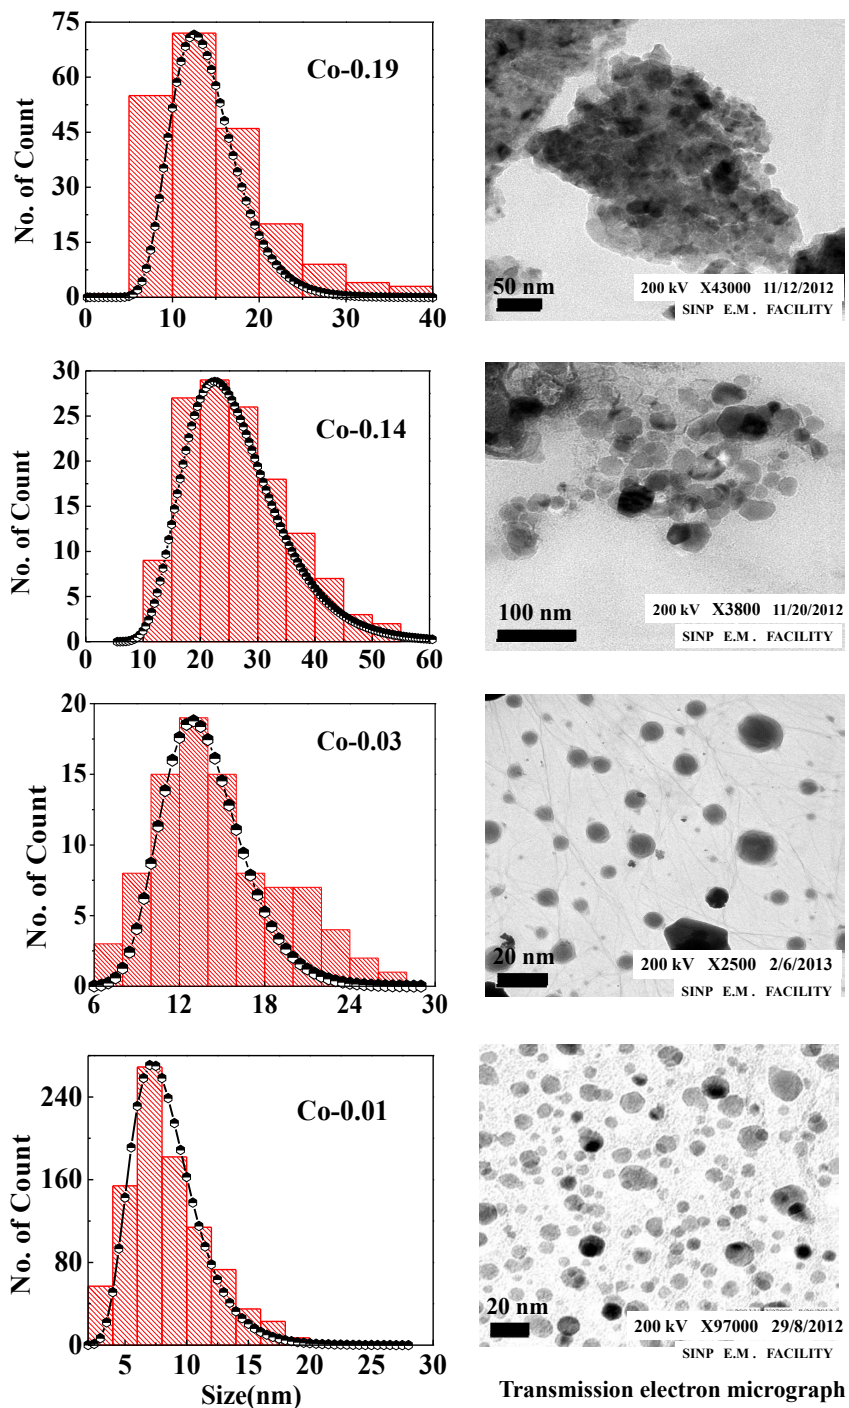 75
60
45
30
15
0
No. of Count
Co-0.19
0 10 20 30 40
50 nm
200 kV X43000 11/12/2012
SINP E.M . FACILITY
30
25
20
15
10
5
0
No. of Count
Co-0.14
0 10 20 30 40 50 60
100 nm
200 kV X3800 11/20/2012
SINP E.M . FACILITY
20
15
10
5
0
No. of Count
Co-0.03
6 12 18 24 30
20 nm
200 kV X2500 2/6/2013
SINP E.M . FACILITY
240
160
80
0
No. of Count
Co-0.01
5 10 15 20 25 30
Size(nm)
20 nm
200 kV X97000 29/8/2012
SINP E.M . FACILITY
Transmission electron micrograph